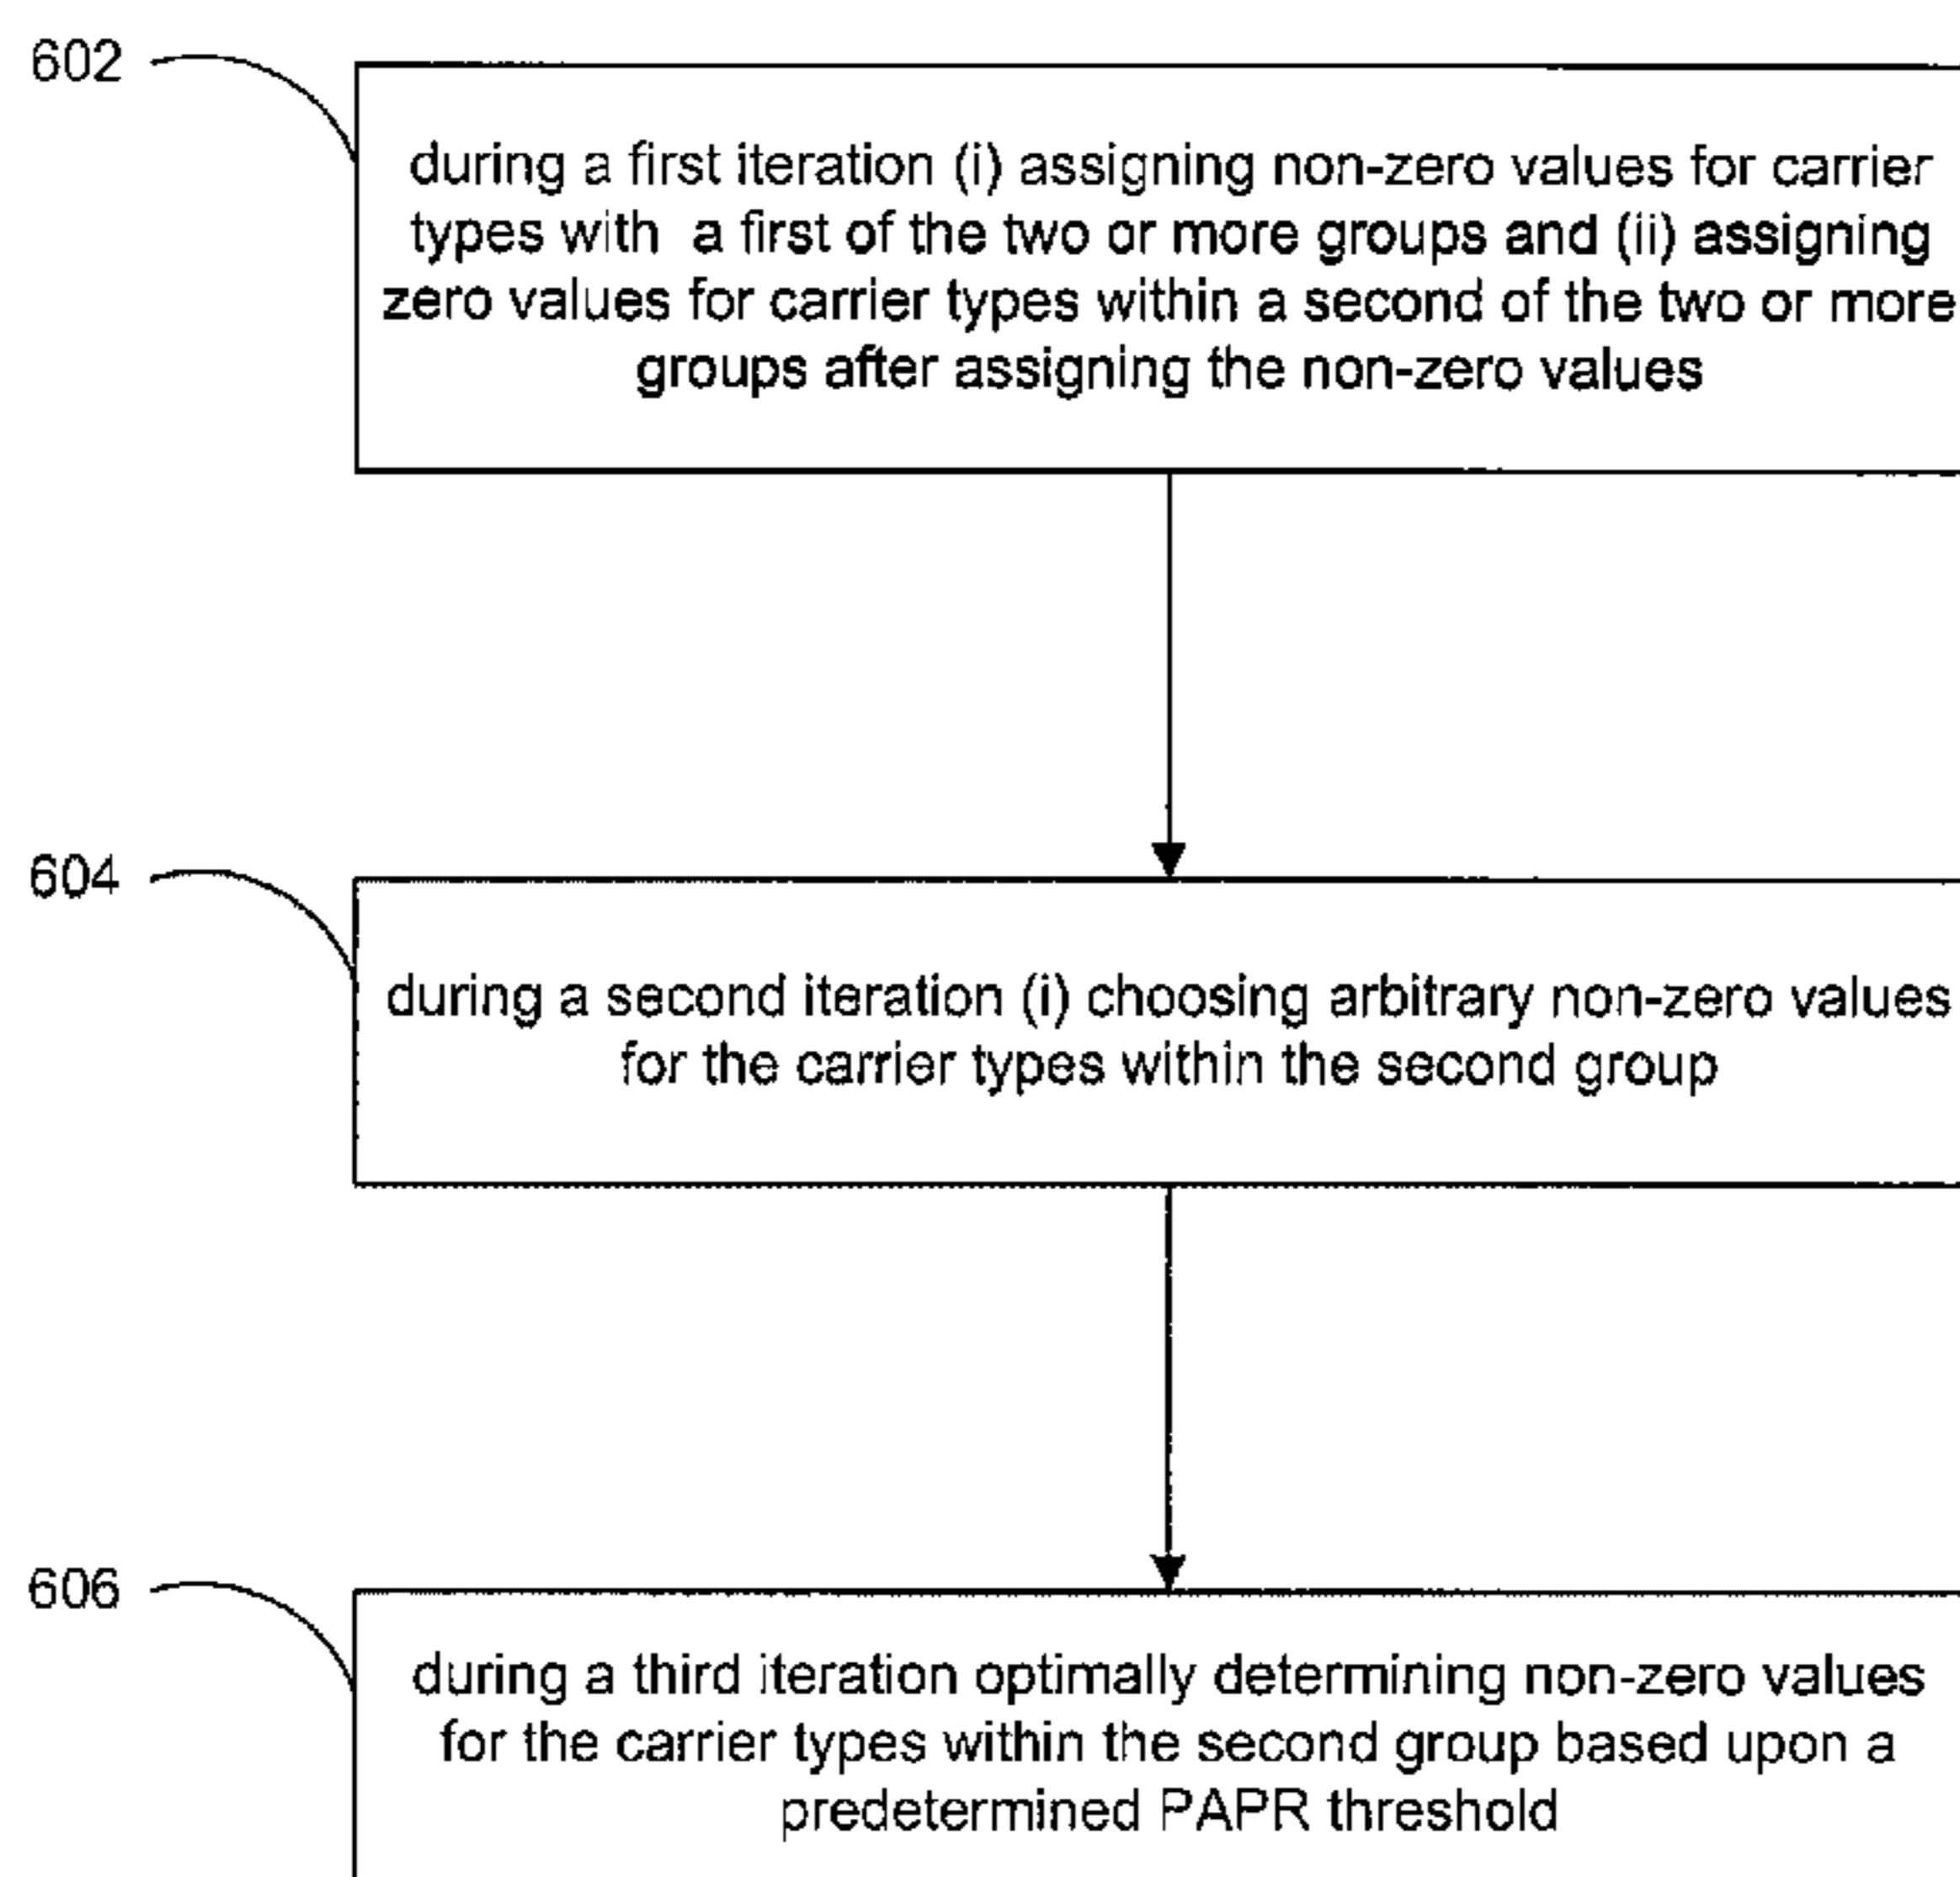 602
during a first iteration (i) assigning non-zero values for carrier
types with a first of the two or more groups and (ii) assigning
zero values for carrier types within a second of the two or more
groups after assigning the non-zero values
604
during a second iteration (i) choosing arbitrary non-zero values
for the carrier types within the second group
606
during a third iteration optimally determining non-zero values
for the carrier types within the second group based upon a
predetermined PAPR threshold